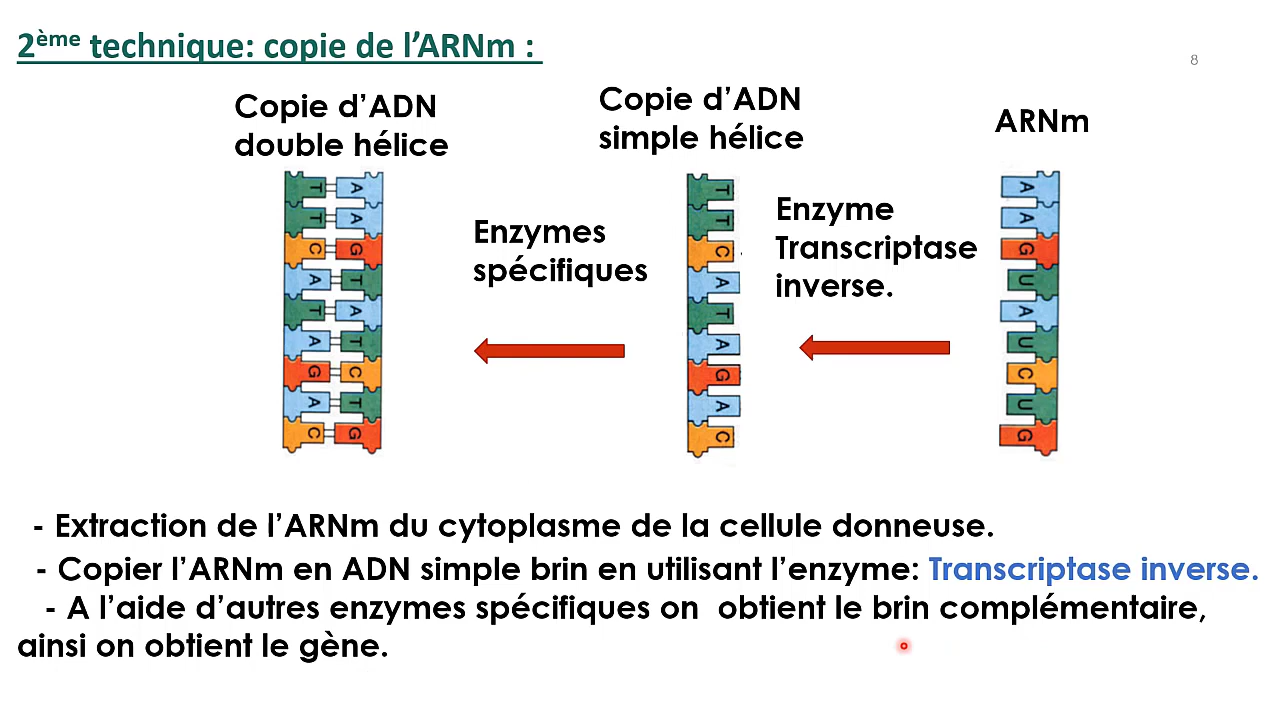 2ème technique: copie de l'ARNm :
8
Copie d'ADN
double hélice
Copie d'ADN
simple hélice
ARNm
Enzymes
spécifiques
Enzyme
Transcriptase
inverse.
T A
T A
C G
A T
T A
A T
G C
A T
C G
T
T
C
A
T
A
G
A
C
A
A
G
U
A
U
C
U
G
- Extraction de l'ARNm du cytoplasme de la cellule donneuse.
- Copier l'ARNm en ADN simple brin en utilisant l'enzyme: Transcriptase inverse.
- A l'aide d'autres enzymes spécifiques on obtient le brin complémentaire,
ainsi on obtient le gène.